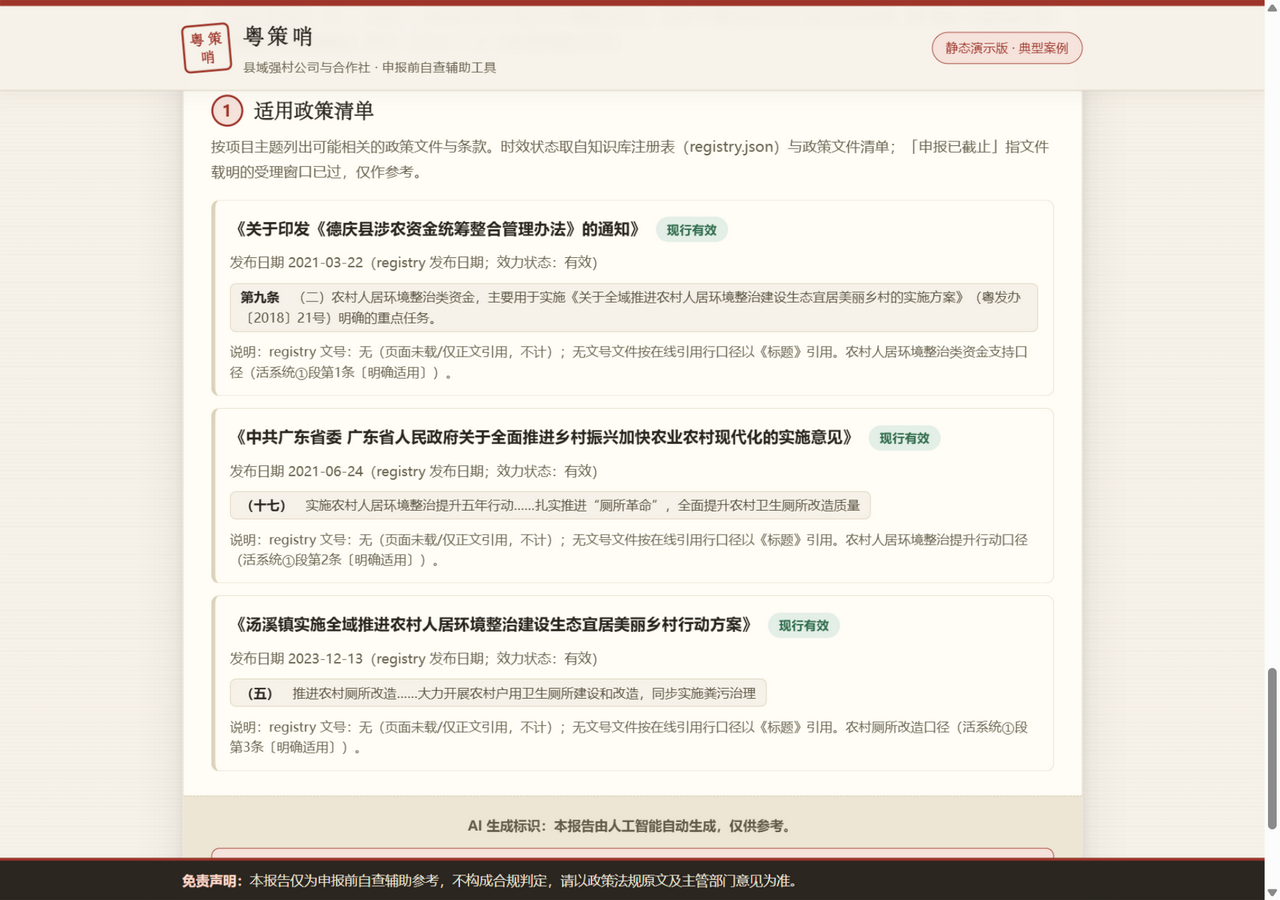 粤策
哨
粤策哨
县域强村公司与合作社 · 申报前自查辅助工具
静态演示版 · 典型案例
1 适用政策清单
按项目主题列出可能相关的政策文件与条款。时效状态取自知识库注册表（registry.json）与政策文件清单；「申报已截止」指文件
载明的受理窗口已过，仅作参考。
《关于印发《德庆县涉农资金统筹整合管理办法》的通知》 现行有效
发布日期 2021-03-22（registry 发布日期；效力状态：有效）
第九条 （二）农村人居环境整治类资金，主要用于实施《关于全域推进农村人居环境整治建设生态宜居美丽乡村的实施方案》（粤发办
〔2018〕21号）明确的重点任务。
说明：registry 文号：无（页面未载/仅正文引用，不计）；无文号文件按在线引用行口径以《标题》引用。农村人居环境整治类资金支持口
径（活系统①段第1条〔明确适用〕）。
《中共广东省委 广东省人民政府关于全面推进乡村振兴加快农业农村现代化的实施意见》 现行有效
发布日期 2021-06-24（registry 发布日期；效力状态：有效）
（十七） 实施农村人居环境整治提升五年行动……扎实推进“厕所革命”，全面提升农村卫生厕所改造质量
说明：registry 文号：无（页面未载/仅正文引用，不计）；无文号文件按在线引用行口径以《标题》引用。农村人居环境整治提升行动口径
（活系统①段第2条〔明确适用〕）。
《汤溪镇实施全域推进农村人居环境整治建设生态宜居美丽乡村行动方案》 现行有效
发布日期 2023-12-13（registry 发布日期；效力状态：有效）
（五） 推进农村厕所改造……大力开展农村户用卫生厕所建设和改造，同步实施粪污治理
说明：registry 文号：无（页面未载/仅正文引用，不计）；无文号文件按在线引用行口径以《标题》引用。农村厕所改造口径（活系统①段
第3条〔明确适用〕）。
AI 生成标识：本报告由人工智能自动生成，仅供参考。
免责声明：本报告仅为申报前自查辅助参考，不构成合规判定，请以政策法规原文及主管部门意见为准。